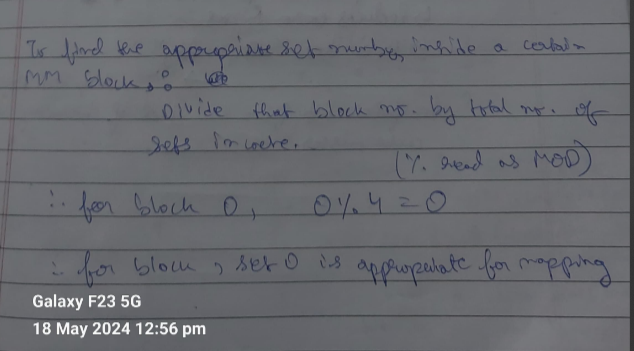 To find the appropriate set number inside a certain
MM block, :
Divide that block no. by total no. of
sets in cache.
(% read as MOD)
∴ for block 0, 0 % 4 = 0
∴ for block , set 0 is appropriate for mapping
Galaxy F23 5G
18 May 2024 12:56 pm